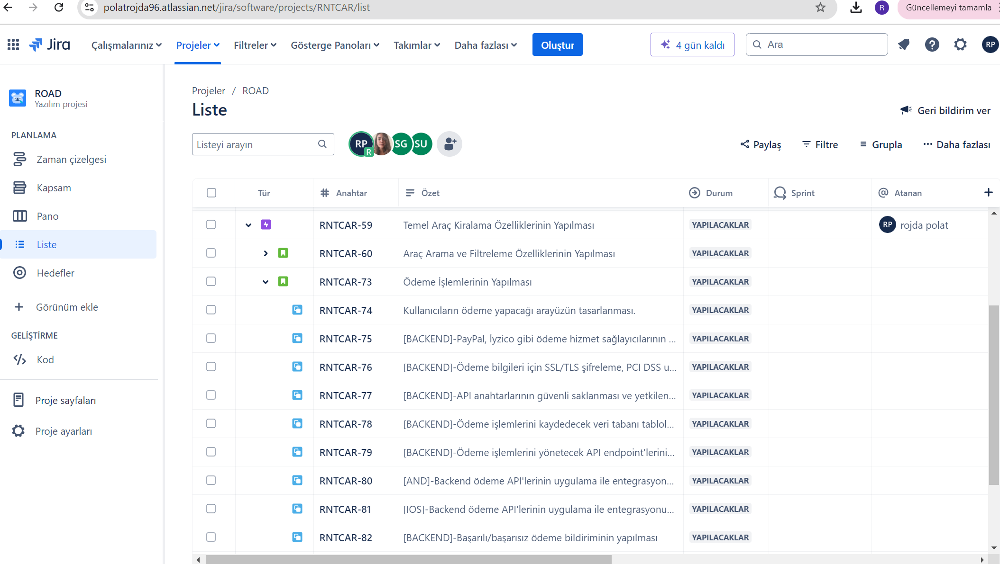 polatrojda96.atlassian.net/jira/software/projects/RNTCAR/list
R
Güncellemeyi tamamla
Jira
Çalışmalarınız
Projeler
Filtreler
Gösterge Panoları
Takımlar
Daha fazlası
Oluştur
4 gün kaldı
Ara
RP
ROAD
Yazılım projesi
PLANLAMA
Zaman çizelgesi
Kapsam
Pano
Liste
Hedefler
Görünüm ekle
GELİŞTİRME
Kod
Proje sayfaları
Proje ayarları
Projeler / ROAD
Liste
Geri bildirim ver
Listeyi arayın
RP R SG SU
Paylaş
Filtre
Grupla
Daha fazlası
Tür Anahtar Özet Durum Sprint Atanan
RNTCAR-59 Temel Araç Kiralama Özelliklerinin Yapılması YAPILACAKLAR RP rojda polat
RNTCAR-60 Araç Arama ve Filtreleme Özelliklerinin Yapılması YAPILACAKLAR
RNTCAR-73 Ödeme İşlemlerinin Yapılması YAPILACAKLAR
RNTCAR-74 Kullanıcıların ödeme yapacağı arayüzün tasarlanması. YAPILACAKLAR
RNTCAR-75 [BACKEND]-PayPal, İyzico gibi ödeme hizmet sağlayıcılarının ... YAPILACAKLAR
RNTCAR-76 [BACKEND]-Ödeme bilgileri için SSL/TLS şifreleme, PCI DSS u... YAPILACAKLAR
RNTCAR-77 [BACKEND]-API anahtarlarının güvenli saklanması ve yetkilen... YAPILACAKLAR
RNTCAR-78 [BACKEND]-Ödeme işlemlerini kaydedecek veri tabanı tablol... YAPILACAKLAR
RNTCAR-79 [BACKEND]-Ödeme işlemlerini yönetecek API endpoint'lerini... YAPILACAKLAR
RNTCAR-80 [AND]-Backend ödeme API'lerinin uygulama ile entegrasyon... YAPILACAKLAR
RNTCAR-81 [IOS]-Backend ödeme API'lerinin uygulama ile entegrasyonu... YAPILACAKLAR
RNTCAR-82 [BACKEND]-Başarılı/başarısız ödeme bildiriminin yapılması YAPILACAKLAR